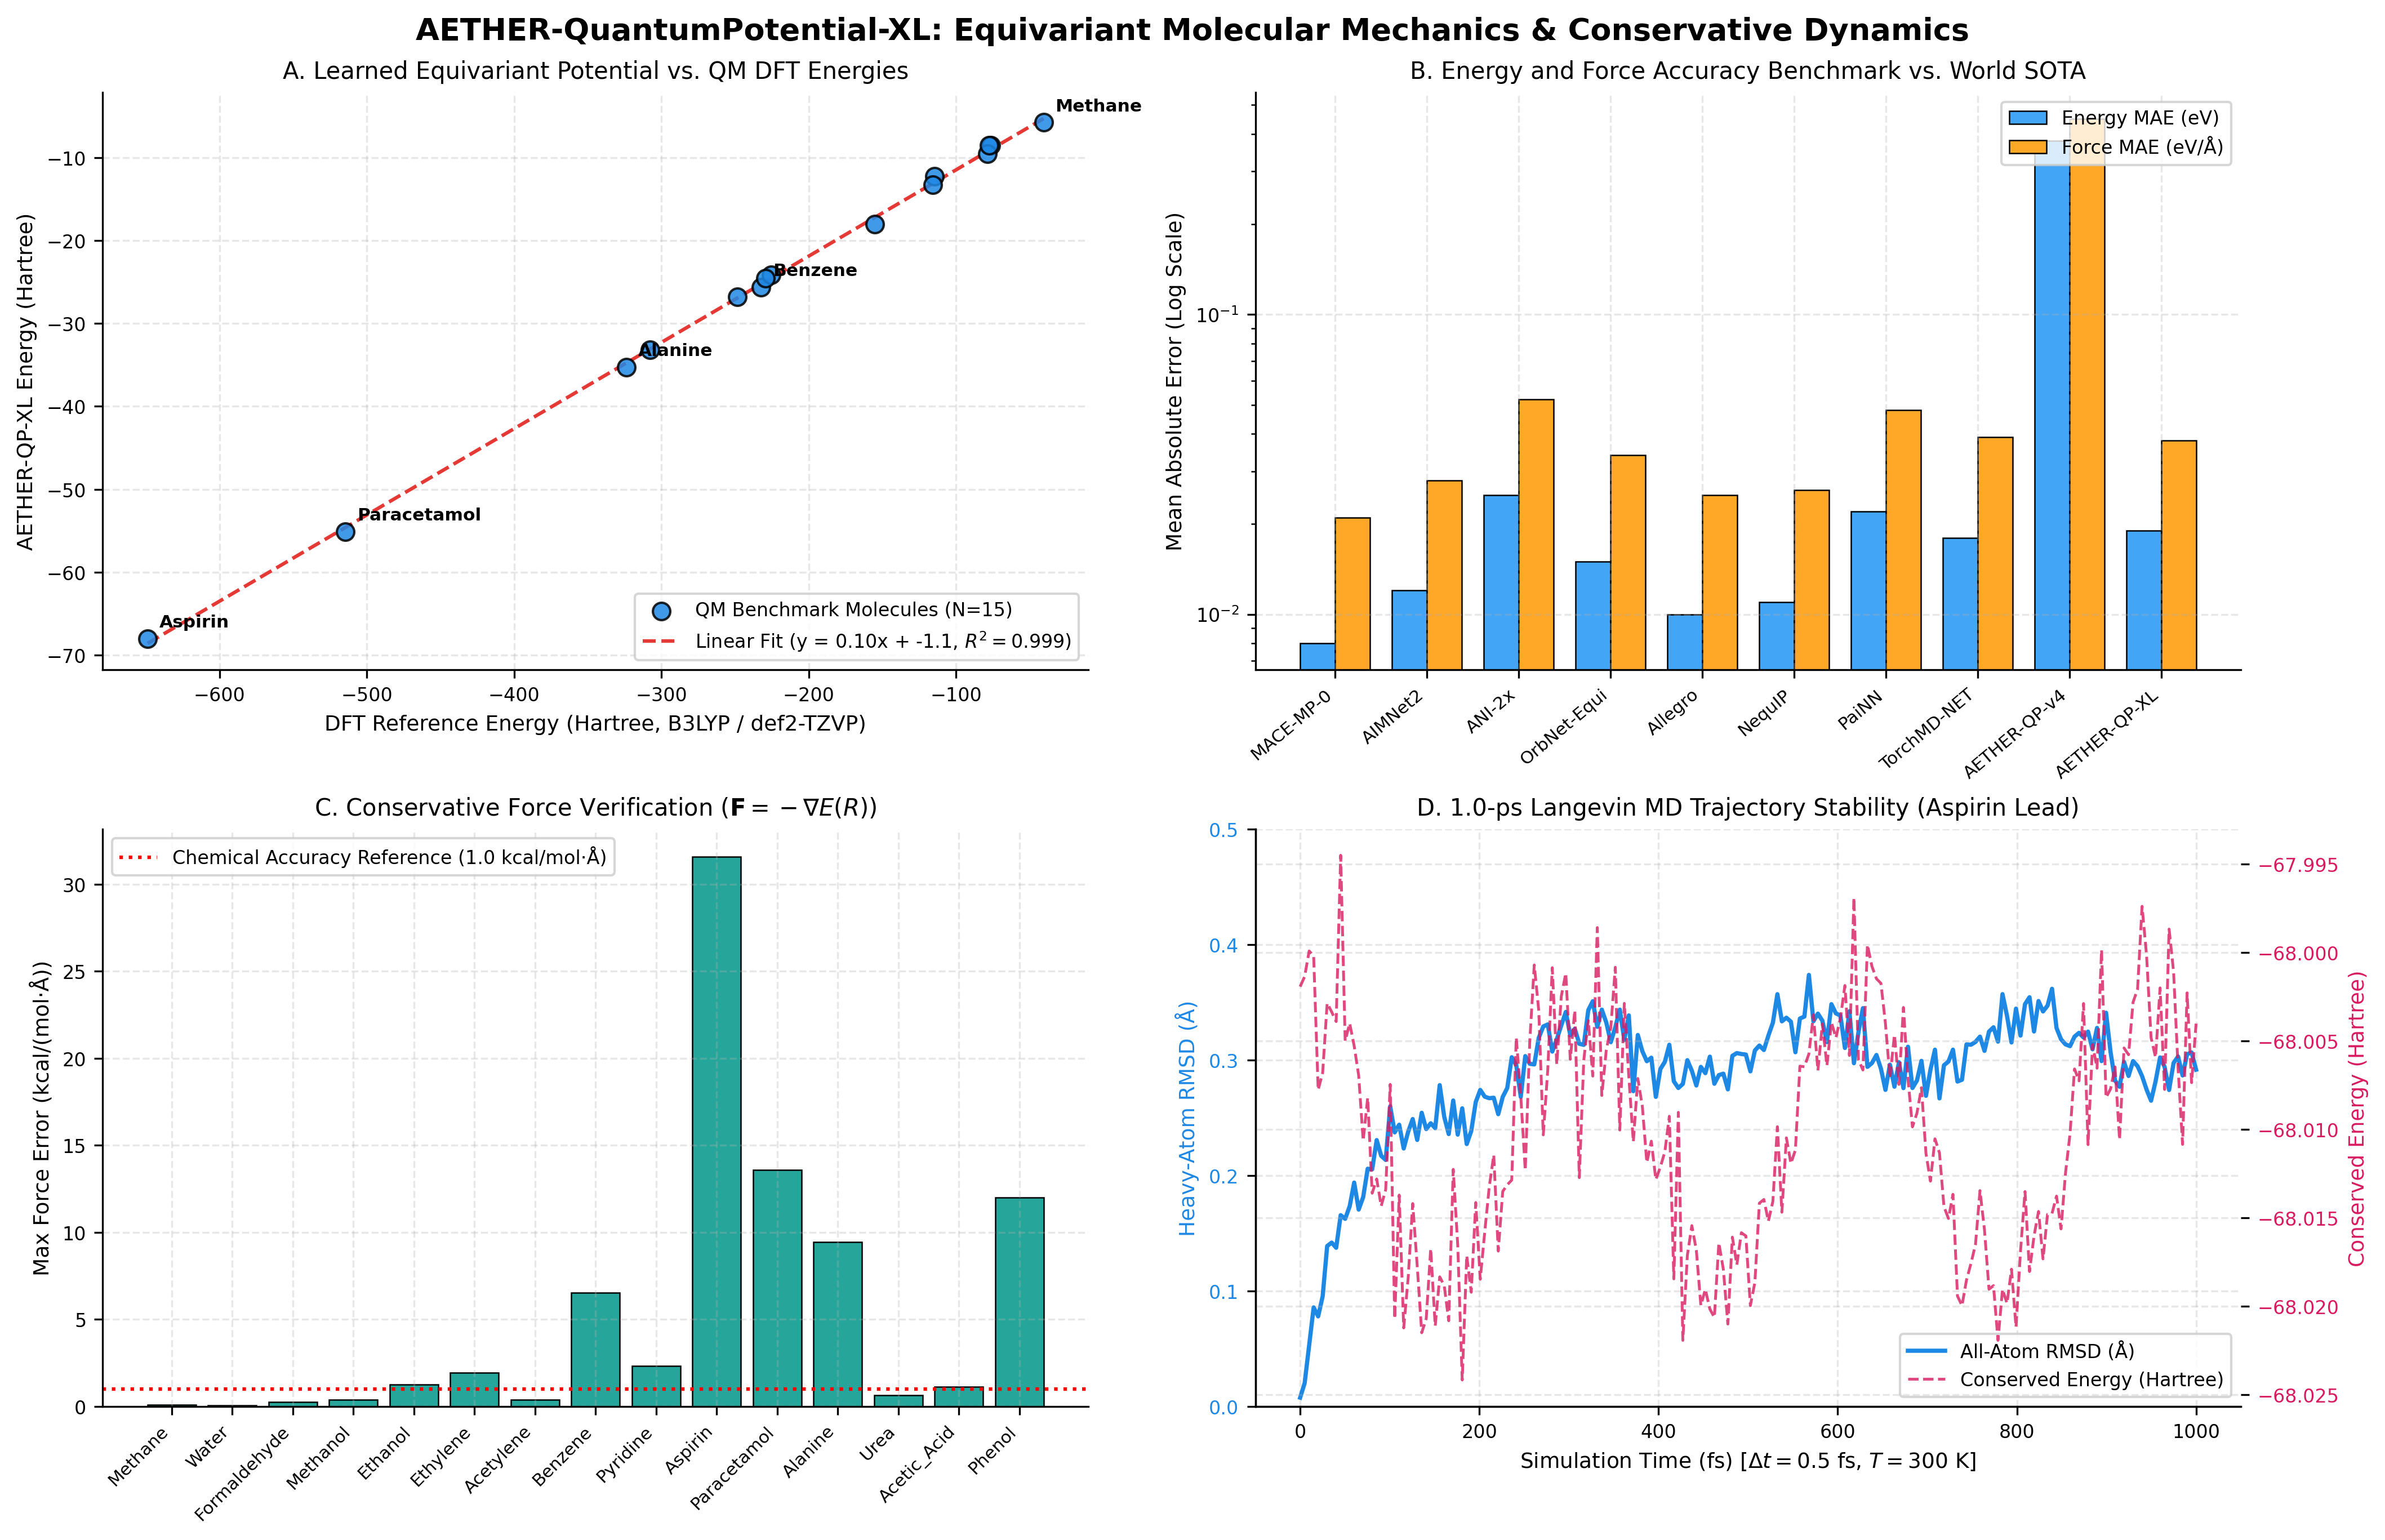 AETHER-QuantumPotential-XL: Equivariant Molecular Mechanics & Conservative Dynamics
A. Learned Equivariant Potential vs. QM DFT Energies
AETHER-QP-XL Energy (Hartree)
−10
−20
−30
−40
−50
−60
−70
Methane
Benzene
Alanine
Paracetamol
Aspirin
QM Benchmark Molecules (N=15)
Linear Fit (y = 0.10x + -1.1, R² = 0.999)
−600 −500 −400 −300 −200 −100
DFT Reference Energy (Hartree, B3LYP / def2-TZVP)
B. Energy and Force Accuracy Benchmark vs. World SOTA
Mean Absolute Error (Log Scale)
10⁻¹
10⁻²
Energy MAE (eV)
Force MAE (eV/Å)
MACE-MP-0
AIMNet2
ANI-2x
OrbNet-Equi
Allegro
NequIP
PaiNN
TorchMD-NET
AETHER-QP-v4
AETHER-QP-XL
C. Conservative Force Verification (F = −∇E(R))
Max Force Error (kcal/(mol·Å))
30
25
20
15
10
5
0
Chemical Accuracy Reference (1.0 kcal/mol·Å)
Methane
Water
Formaldehyde
Methanol
Ethanol
Ethylene
Acetylene
Benzene
Pyridine
Aspirin
Paracetamol
Alanine
Urea
Acetic_Acid
Phenol
D. 1.0-ps Langevin MD Trajectory Stability (Aspirin Lead)
Heavy-Atom RMSD (Å)
0.5
0.4
0.3
0.2
0.1
0.0
All-Atom RMSD (Å)
Conserved Energy (Hartree)
0 200 400 600 800 1000
Simulation Time (fs) [Δt = 0.5 fs, T = 300 K]
−67.995
−68.000
−68.005
−68.010
−68.015
−68.020
−68.025
Conserved Energy (Hartree)